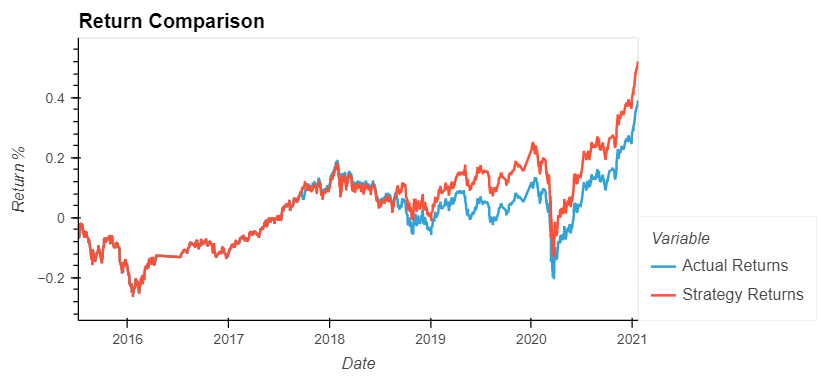 Return Comparison
Return %
0.4
0.2
0
−0.2
2016 2017 2018 2019 2020 2021
Date
Variable
Actual Returns
Strategy Returns